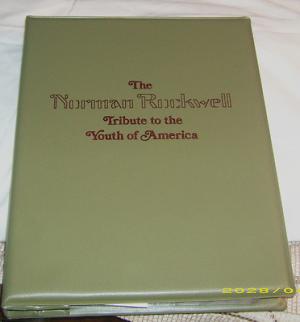 The
Norman Rockwell
Tribute to the
Youth of America